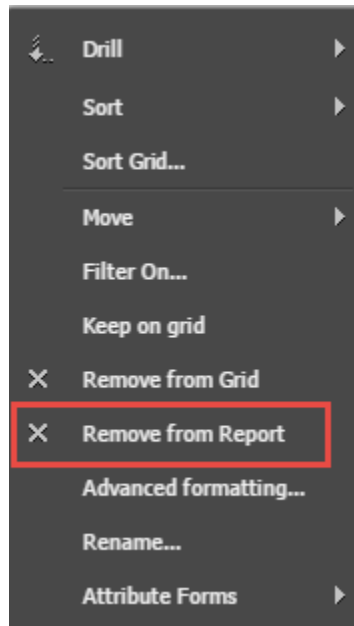 Drill
Sort
Sort Grid...
Move
Filter On...
Keep on grid
Remove from Grid
Remove from Report
Advanced formatting...
Rename...
Attribute Forms